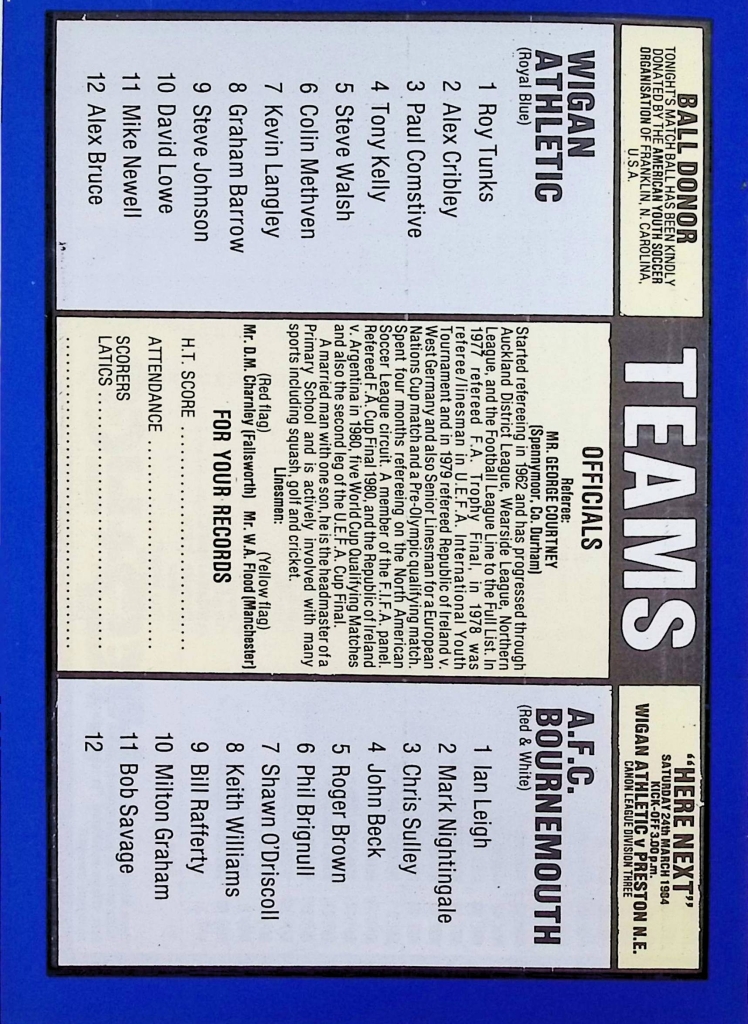 BALL DONOR
TONIGHT'S MATCH BALL HAS BEEN KINDLY
DONATED BY THE AMERICAN YOUTH SOCCER
ORGANISATION OF FRANKLIN, N. CAROLINA,
U.S.A.
TEAMS
"HERE NEXT"
SATURDAY 24th MARCH 1984
KICK-OFF 3.00 p.m.
WIGAN ATHLETIC v PRESTON N.E.
CANON LEAGUE DIVISION THREE
WIGAN
ATHLETIC
(Royal Blue)
1 Roy Tunks
2 Alex Cribley
3 Paul Comstive
4 Tony Kelly
5 Steve Walsh
6 Colin Methven
7 Kevin Langley
8 Graham Barrow
9 Steve Johnson
10 David Lowe
11 Mike Newell
12 Alex Bruce
OFFICIALS
Referee:
MR. GEORGE COURTNEY
(Spennymoor, Co. Durham)
Started refereeing in 1962 and has progressed through
Auckland District League, Wearside League, Northern
League, and the Football League Line to the Full List. In
1977 refereed F.A. Trophy Final, in 1978 was
referee/linesman in U.E.F.A. International Youth
Tournament and in 1979 refereed Republic of Ireland v.
West Germany and also Senior Linesman for a European
Nations Cup match and a Pre-Olympic qualifying match.
Spent four months refereeing on the North American
Soccer League circuit. A member of the F.I.F.A. panel.
Refereed F.A. Cup Final 1980, and the Republic of Ireland
v. Argentina in 1980, five World Cup Qualifying Matches
and also the second leg of the U.E.F.A. Cup Final.
A married man with one son, he is the headmaster of a
Primary School and is actively involved with many
sports including squash, golf and cricket.
Linesmen:
(Red flag) (Yellow flag)
Mr. D.M. Charnley (Failsworth) Mr. W.A. Flood (Manchester)
FOR YOUR RECORDS
H.T. SCORE ..............................
ATTENDANCE ..............................
SCORERS
LATICS ..............................
........................................
A.F.C.
BOURNEMOUTH
(Red & White)
1 Ian Leigh
2 Mark Nightingale
3 Chris Sulley
4 John Beck
5 Roger Brown
6 Phil Brignull
7 Shawn O'Driscoll
8 Keith Williams
9 Bill Rafferty
10 Milton Graham
11 Bob Savage
12